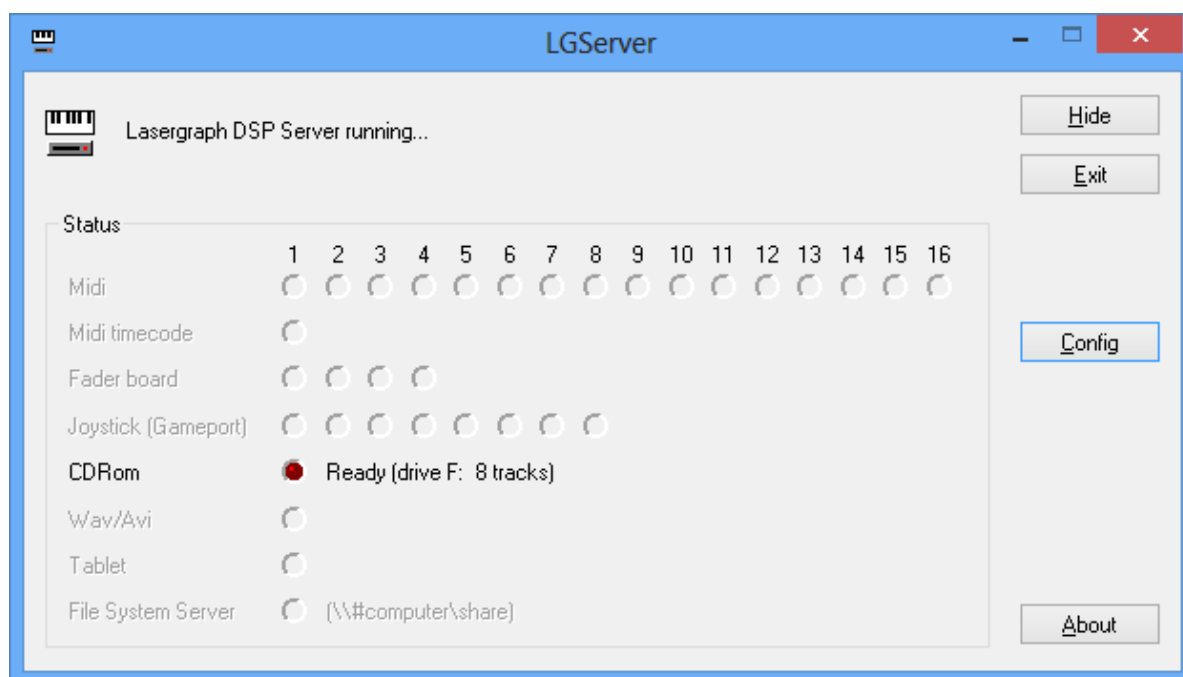 LGServer
Lasergraph DSP Server running...
Hide
Exit
Status
1 2 3 4 5 6 7 8 9 10 11 12 13 14 15 16
Midi
Midi timecode
Config
Fader board
Joystick (Gameport)
CDRom Ready (drive F: 8 tracks)
Wav/Avi
Tablet
File System Server (\\#computer\share)
About